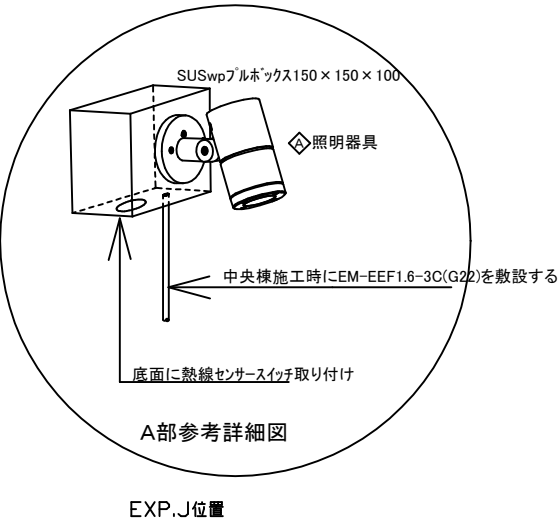 SUSwpﾌﾟﾙﾎﾞｯｸｽ150×150×100
Ⓐ照明器具
中央棟施工時にEM-EEF1.6-3C(G22)を敷設する
底面に熱線ｾﾝｻｰｽｲｯﾁ取り付け
A部参考詳細図
EXP.J位置